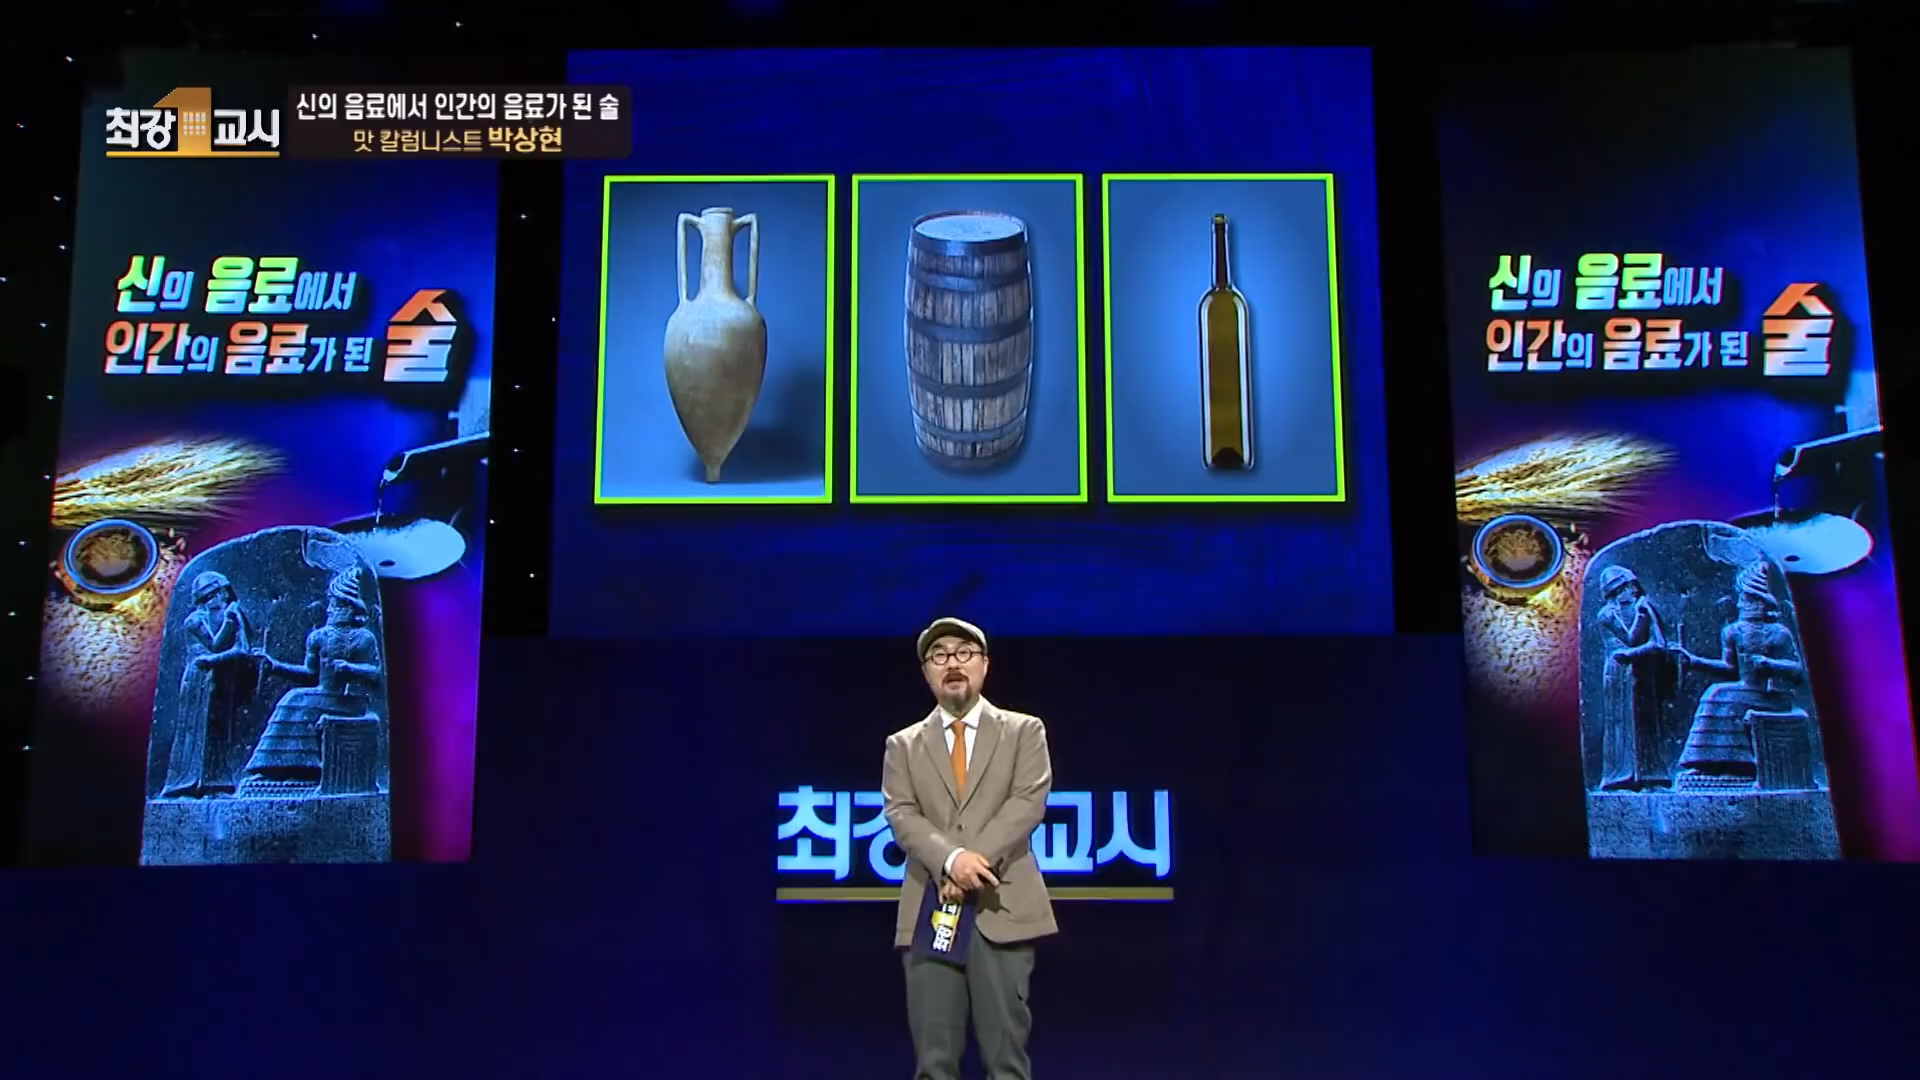 최강1교시
신의 음료에서 인간의 음료가 된 술
맛 칼럼니스트 박상현
신의 음료에서
인간의 음료가 된 술
신의 음료에서
인간의 음료가 된 술
최강 교시